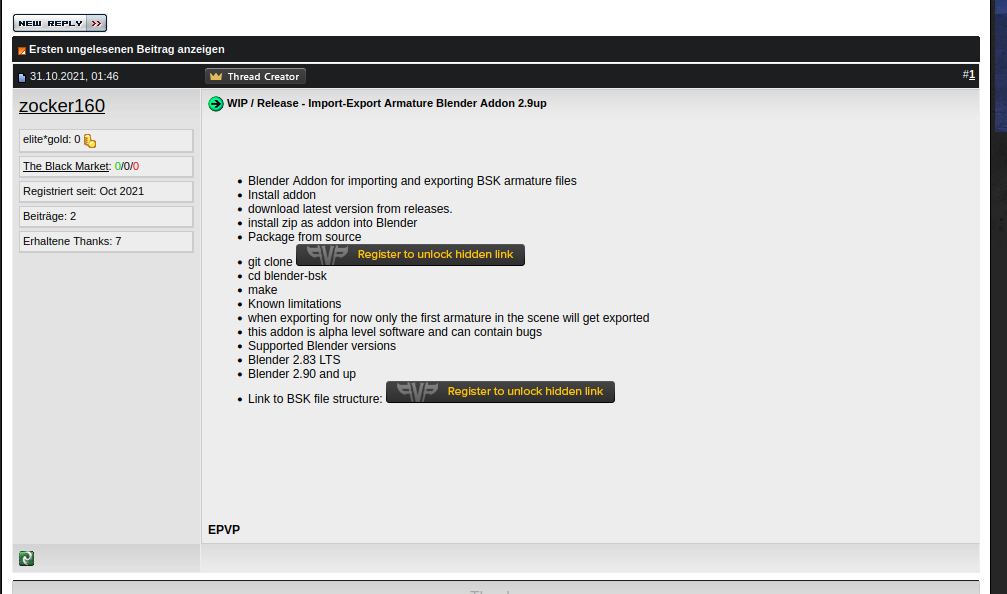 NEW REPLY >>
Ersten ungelesenen Beitrag anzeigen
31.10.2021, 01:46
Thread Creator
#1
zocker160
elite*gold: 0
The Black Market: 0/0/0
Registriert seit: Oct 2021
Beiträge: 2
Erhaltene Thanks: 7
WIP / Release - Import-Export Armature Blender Addon 2.9up
• Blender Addon for importing and exporting BSK armature files
• Install addon
• download latest version from releases.
• install zip as addon into Blender
• Package from source
• git clone EPVP Register to unlock hidden link
• cd blender-bsk
• make
• Known limitations
• when exporting for now only the first armature in the scene will get exported
• this addon is alpha level software and can contain bugs
• Supported Blender versions
• Blender 2.83 LTS
• Blender 2.90 and up
• Link to BSK file structure: EPVP Register to unlock hidden link
EPVP